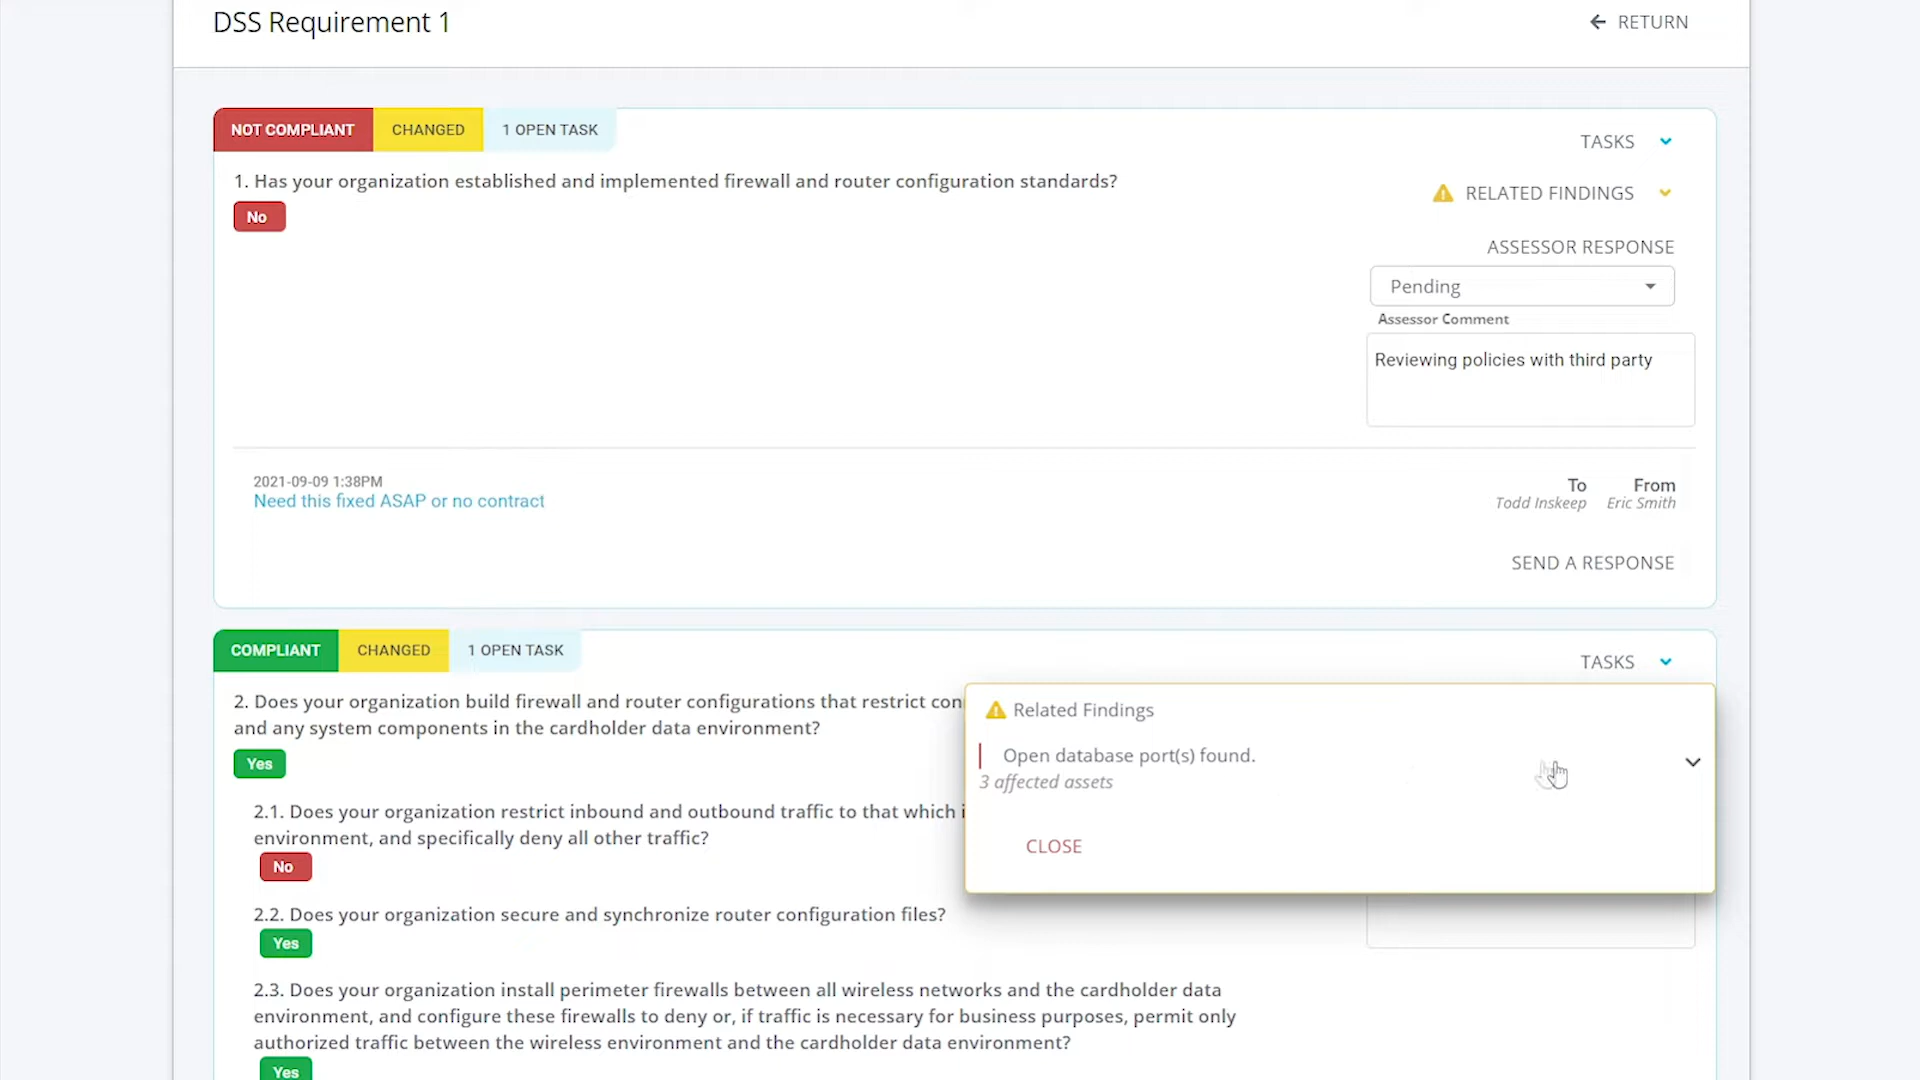 DSS Requirement 1
RETURN
NOT COMPLIANT
CHANGED
1 OPEN TASK
TASKS
1. Has your organization established and implemented firewall and router configuration standards?
No
RELATED FINDINGS
ASSESSOR RESPONSE
Pending
Assessor Comment
Reviewing policies with third party
2021-09-09 1:38PM
Need this fixed ASAP or no contract
To
Todd Inskeep
From
Eric Smith
SEND A RESPONSE
COMPLIANT
CHANGED
1 OPEN TASK
TASKS
2. Does your organization build firewall and router configurations that restrict
and any system components in the cardholder data environment?
Yes
Related Findings
Open database port(s) found.
3 affected assets
CLOSE
2.1. Does your organization restrict inbound and outbound traffic to that which
environment, and specifically deny all other traffic?
No
2.2. Does your organization secure and synchronize router configuration files?
Yes
2.3. Does your organization install perimeter firewalls between all wireless networks and the cardholder data
environment, and configure these firewalls to deny or, if traffic is necessary for business purposes, permit only
authorized traffic between the wireless environment and the cardholder data environment?
Yes